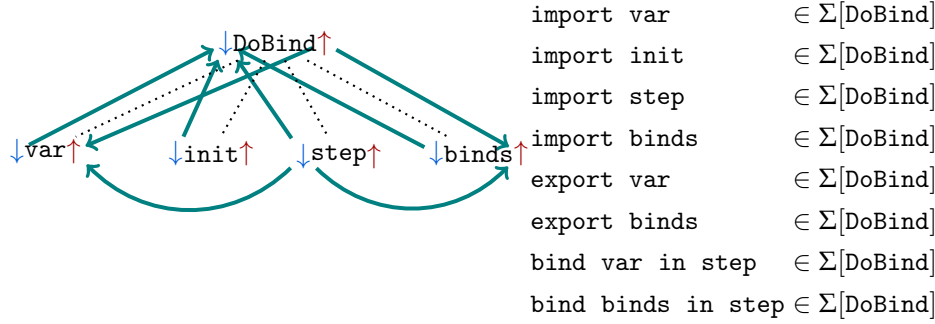 ↓DoBind↑
↓var↑ ↓init↑ ↓step↑ ↓binds↑
import var ∈ Σ[DoBind]
import init ∈ Σ[DoBind]
import step ∈ Σ[DoBind]
import binds ∈ Σ[DoBind]
export var ∈ Σ[DoBind]
export binds ∈ Σ[DoBind]
bind var in step ∈ Σ[DoBind]
bind binds in step ∈ Σ[DoBind]